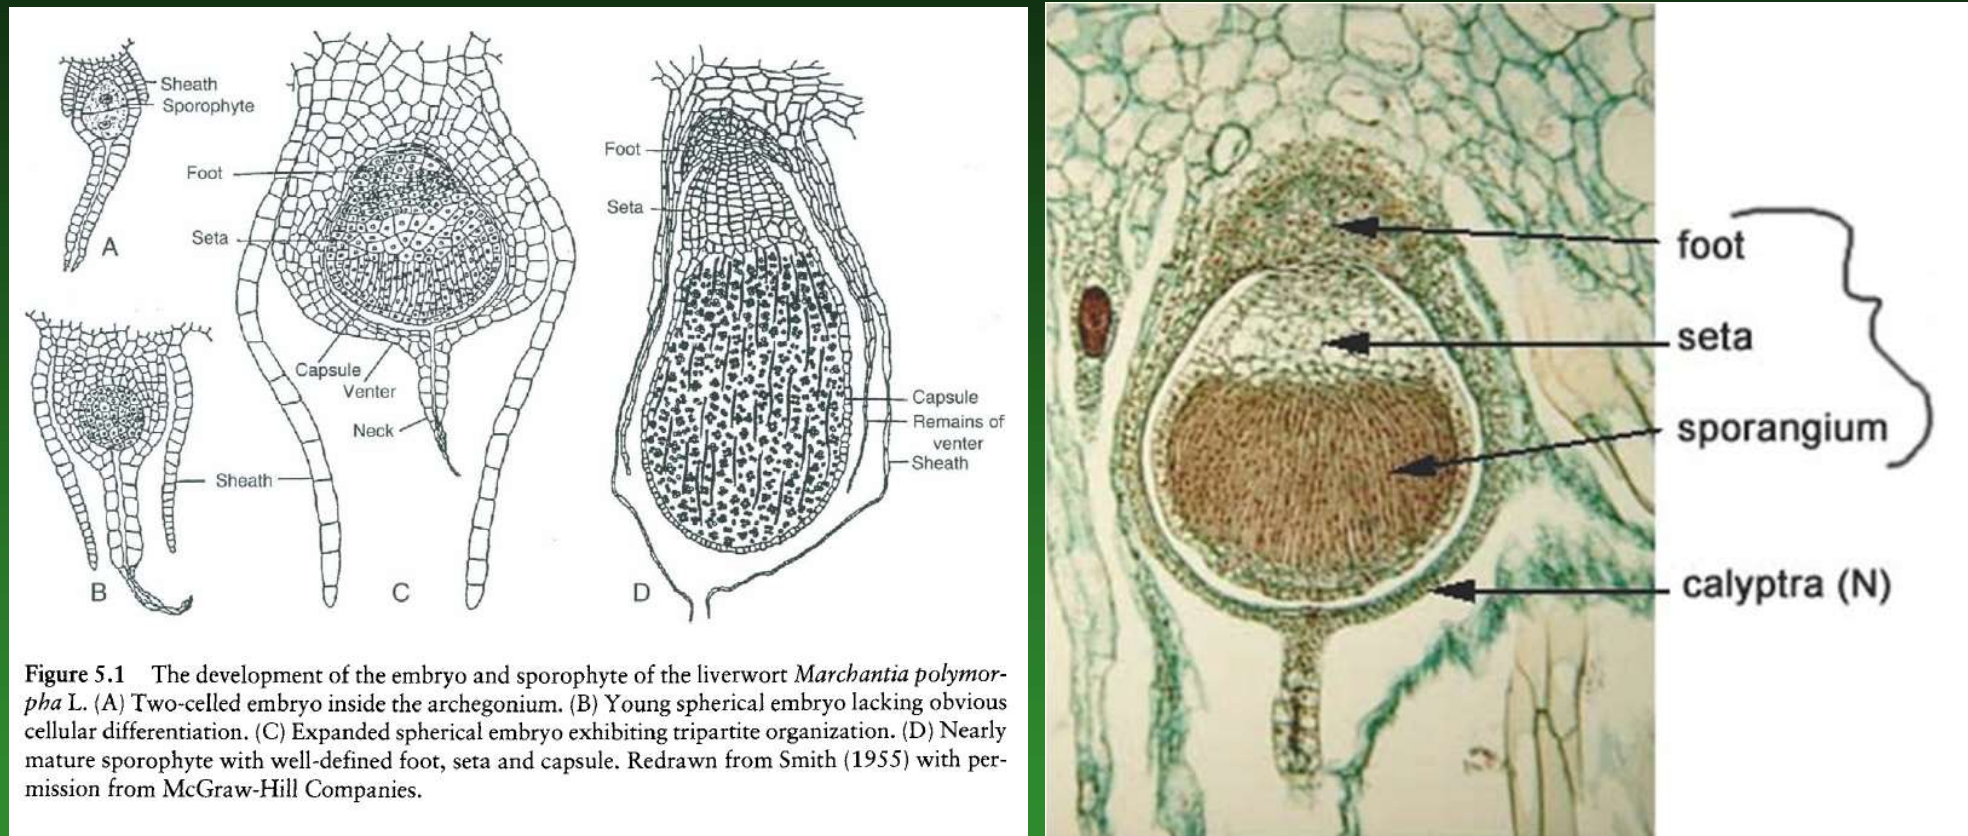 Sheath
Sporophyte
A
Foot
Seta
Capsule
Venter
Neck
Sheath
B
C
Foot
Seta
Capsule
Remains of
venter
Sheath
D
Figure 5.1 The development of the embryo and sporophyte of the liverwort Marchantia polymor-
pha L. (A) Two-celled embryo inside the archegonium. (B) Young spherical embryo lacking obvious
cellular differentiation. (C) Expanded spherical embryo exhibiting tripartite organization. (D) Nearly
mature sporophyte with well-defined foot, seta and capsule. Redrawn from Smith (1955) with per-
mission from McGraw-Hill Companies.
foot
seta
sporangium
calyptra (N)